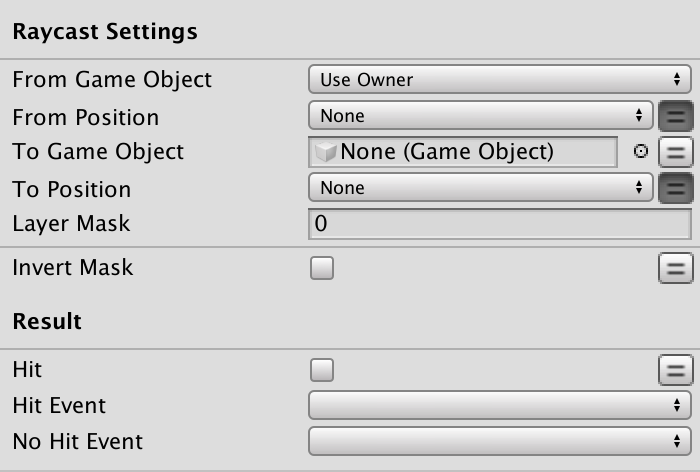 Raycast Settings
From Game Object Use Owner
From Position None
To Game Object None (Game Object)
To Position None
Layer Mask 0
Invert Mask
Result
Hit
Hit Event
No Hit Event